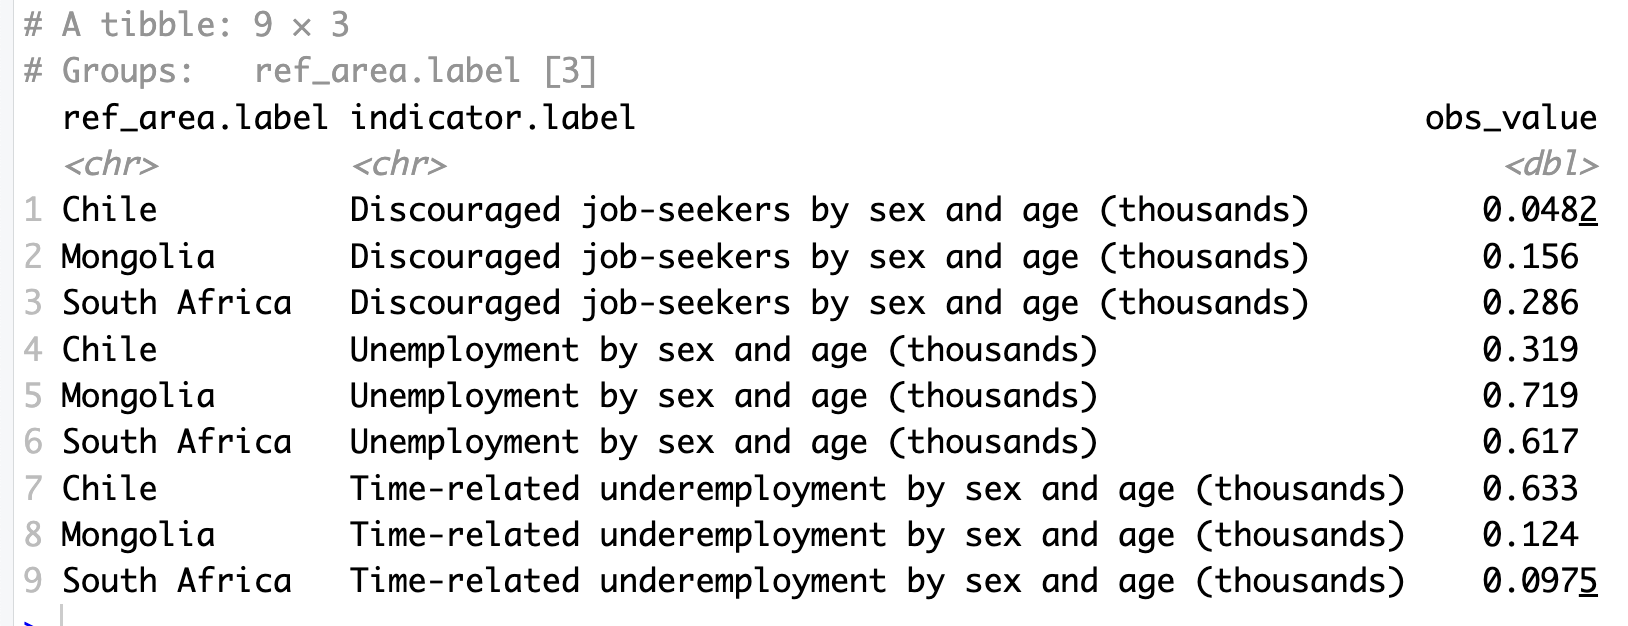 # A tibble: 9 × 3
# Groups:   ref_area.label [3]
  ref_area.label indicator.label                                         obs_value
  <chr>          <chr>                                                       <dbl>
1 Chile          Discouraged job-seekers by sex and age (thousands)         0.0482
2 Mongolia       Discouraged job-seekers by sex and age (thousands)         0.156
3 South Africa   Discouraged job-seekers by sex and age (thousands)         0.286
4 Chile          Unemployment by sex and age (thousands)                    0.319
5 Mongolia       Unemployment by sex and age (thousands)                    0.719
6 South Africa   Unemployment by sex and age (thousands)                    0.617
7 Chile          Time-related underemployment by sex and age (thousands)    0.633
8 Mongolia       Time-related underemployment by sex and age (thousands)    0.124
9 South Africa   Time-related underemployment by sex and age (thousands)    0.0975